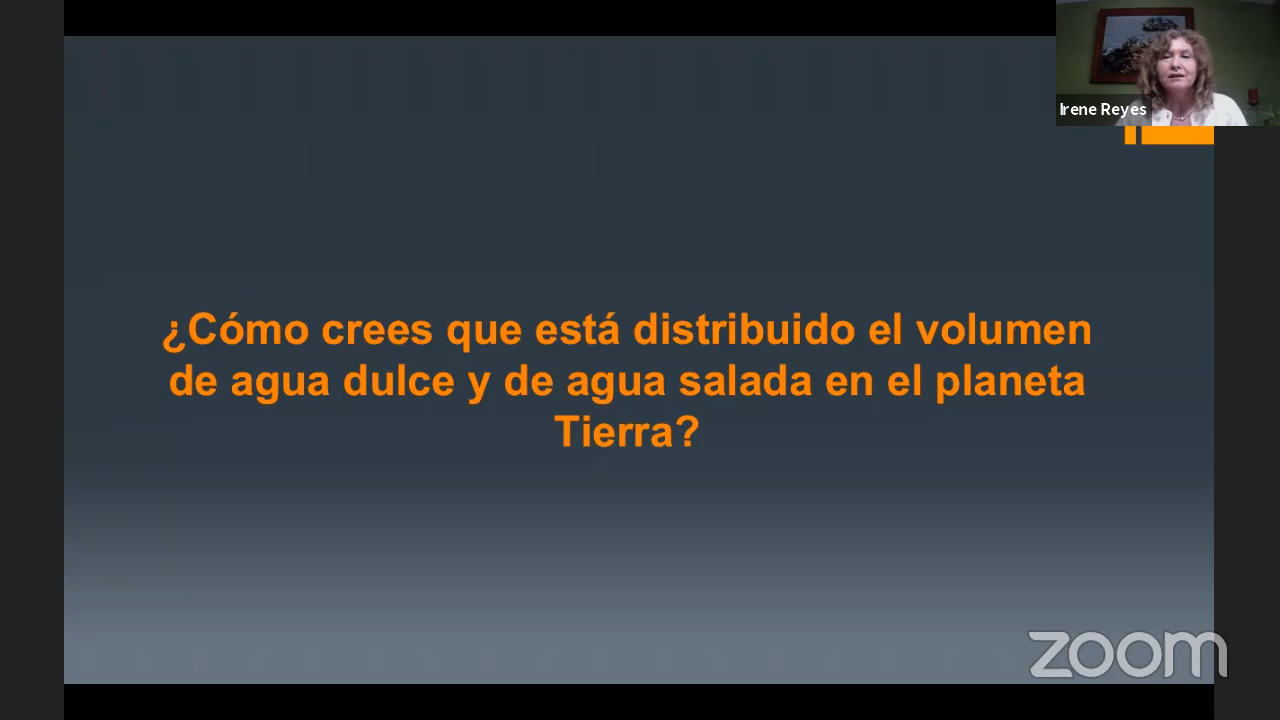 Irene Reyes
¿Cómo crees que está distribuido el volumen
de agua dulce y de agua salada en el planeta
Tierra?
zoom